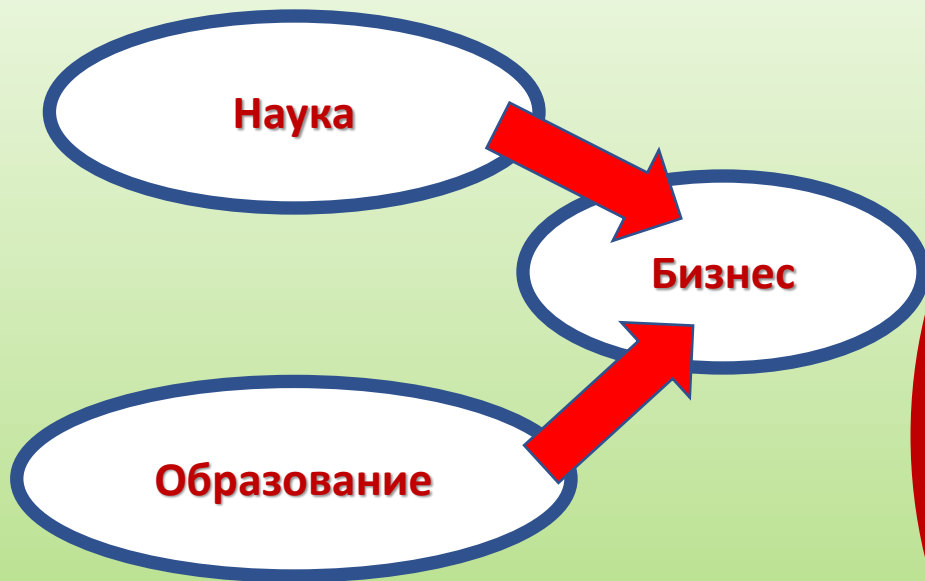 Наука
Бизнес
Образование